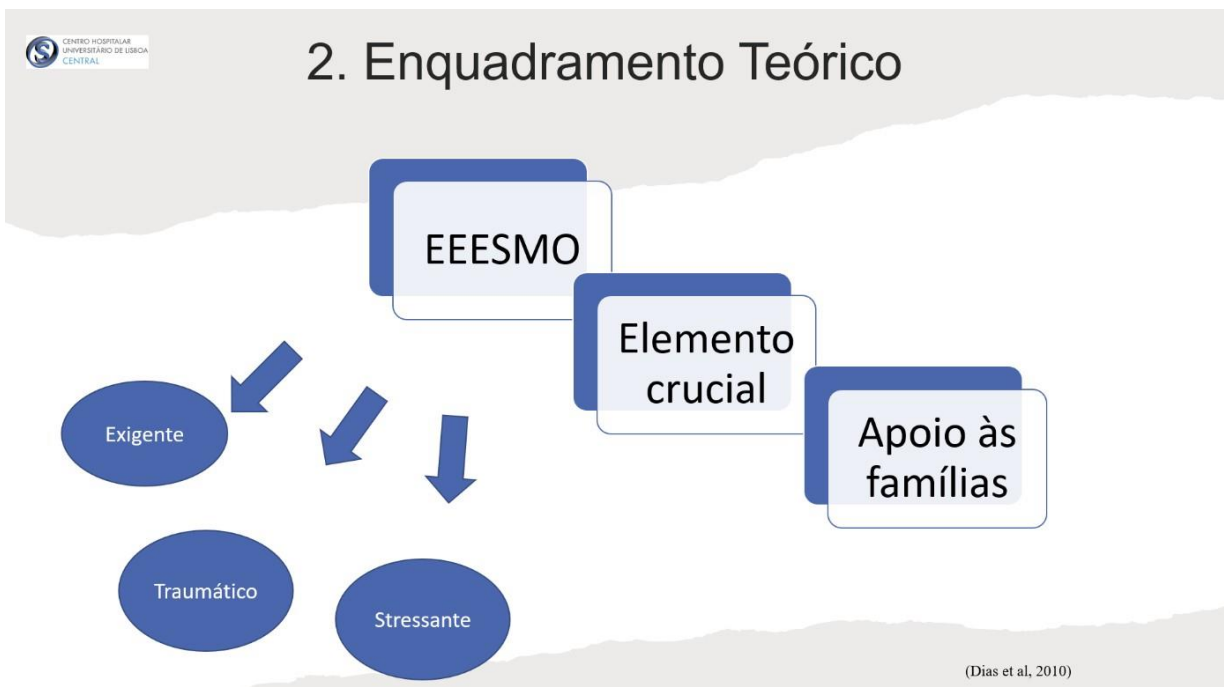 CENTRO HOSPITALAR
UNIVERSITÁRIO DE LISBOA
CENTRAL
2. Enquadramento Teórico
EEESMO
Elemento
crucial
Apoio às
famílias
Exigente
Traumático
Stressante
(Dias et al, 2010)